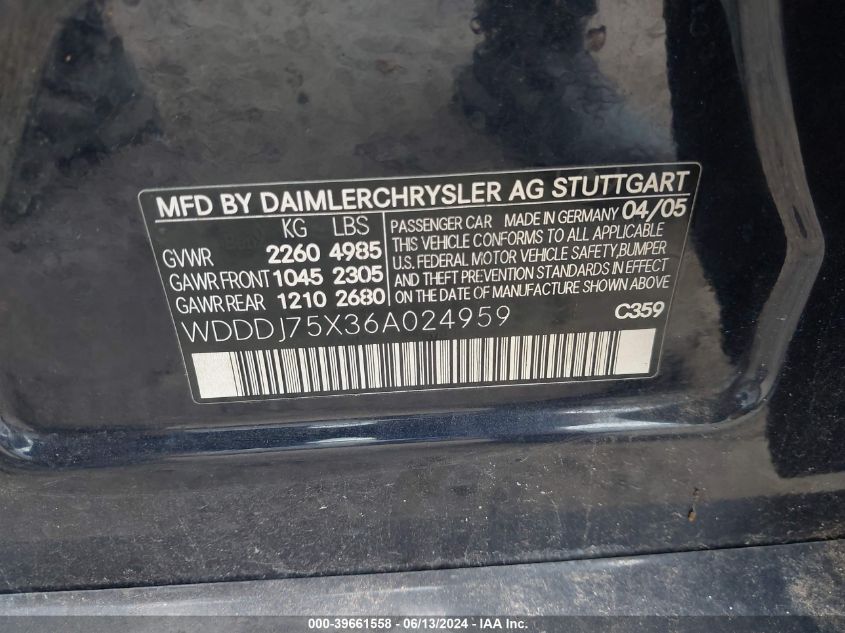 MFD BY DAIMLERCHRYSLER AG STUTTGART
KG LBS
GVWR 2260 4985
GAWR FRONT 1045 2305
GAWR REAR 1210 2680
PASSENGER CAR MADE IN GERMANY 04/05
THIS VEHICLE CONFORMS TO ALL APPLICABLE
U.S. FEDERAL MOTOR VEHICLE SAFETY, BUMPER
AND THEFT PREVENTION STANDARDS IN EFFECT
ON THE DATE OF MANUFACTURE SHOWN ABOVE
WDDDJ75X36A024959 C359
000-39661558 - 06/13/2024 - IAAI.COM